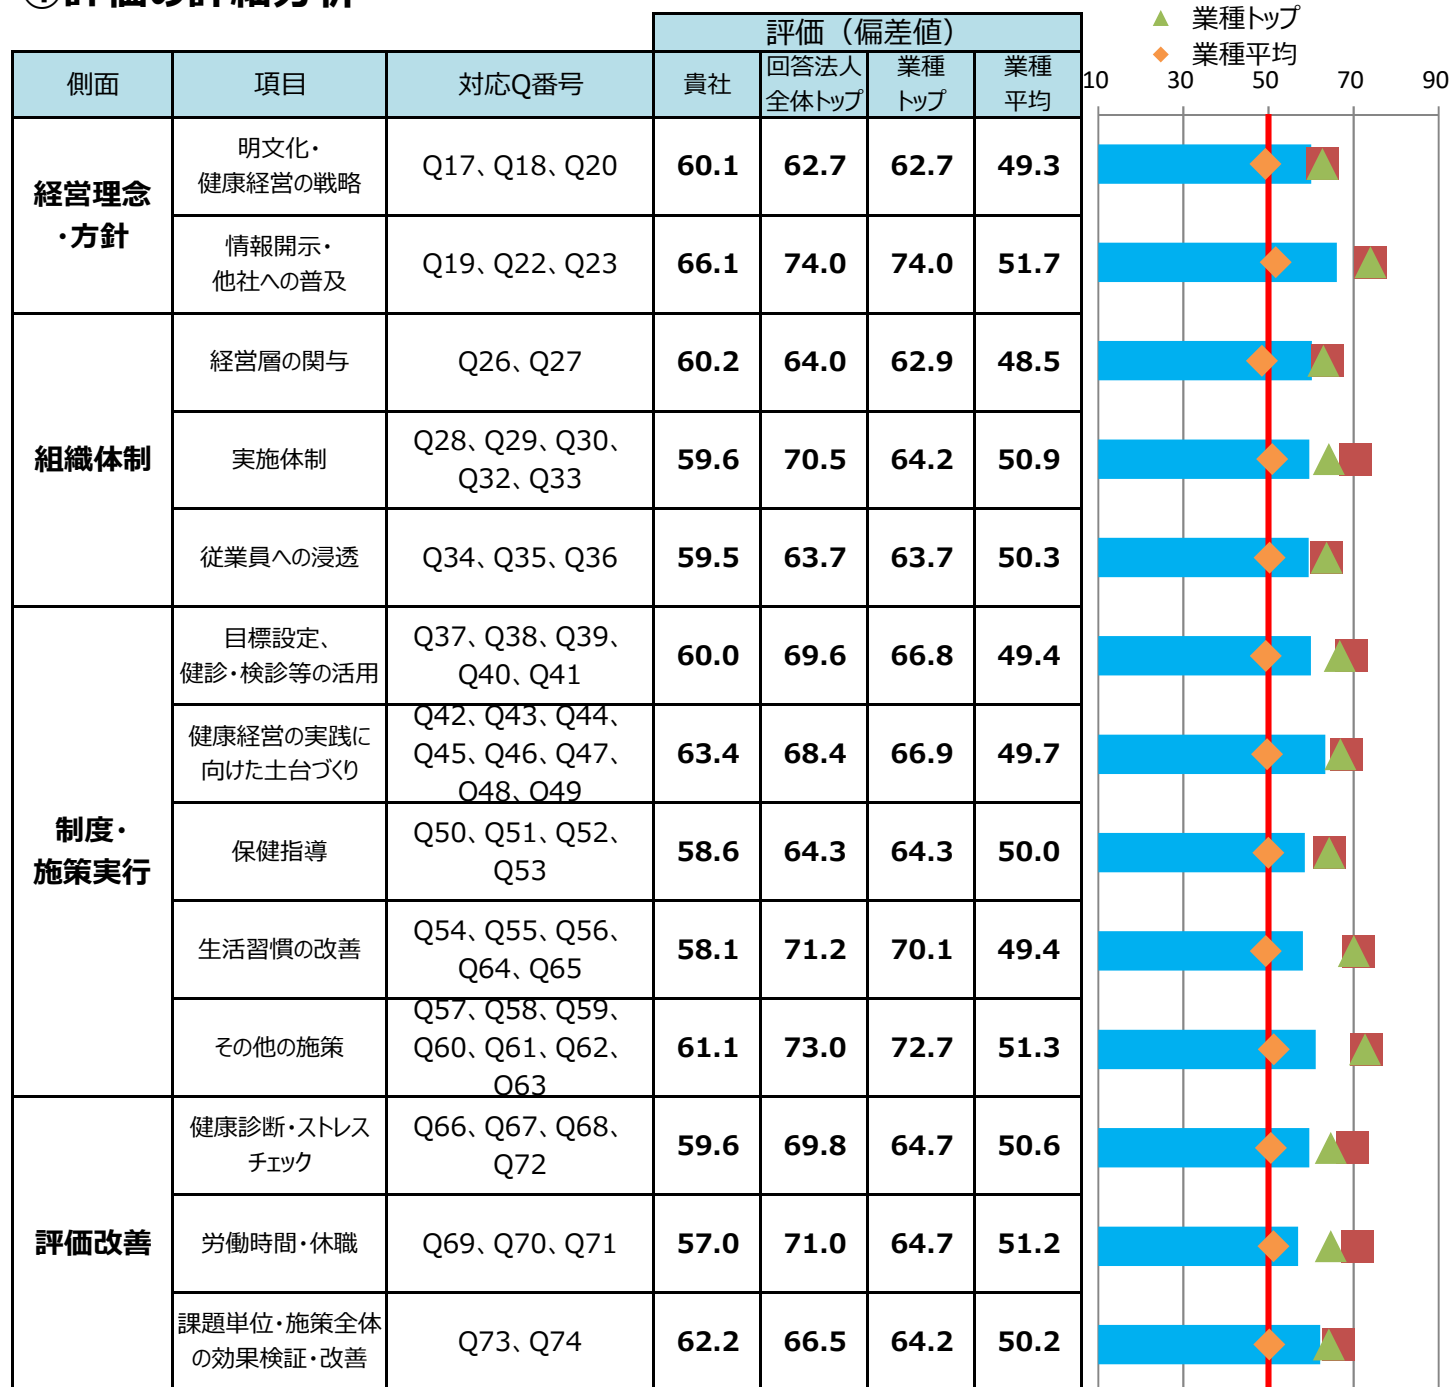 ①評価の詳細分析
▲ 業種トップ
◆ 業種平均
評価（偏差値）
側面 項目 対応Q番号 貴社 回答法人 業種 業種
全体トップ トップ 平均
10 30 50 70 90
経営理念
・方針
明文化・
健康経営の戦略
Q17、Q18、Q20 60.1 62.7 62.7 49.3
情報開示・
他社への普及
Q19、Q22、Q23 66.1 74.0 74.0 51.7
組織体制
経営層の関与 Q26、Q27 60.2 64.0 62.9 48.5
実施体制
Q28、Q29、Q30、
Q32、Q33
59.6 70.5 64.2 50.9
従業員への浸透 Q34、Q35、Q36 59.5 63.7 63.7 50.3
制度・
施策実行
目標設定、
健診・検診等の活用
Q37、Q38、Q39、
Q40、Q41
60.0 69.6 66.8 49.4
健康経営の実践に
向けた土台づくり
Q42、Q43、Q44、
Q45、Q46、Q47、
Q48、Q49
63.4 68.4 66.9 49.7
保健指導
Q50、Q51、Q52、
Q53
58.6 64.3 64.3 50.0
生活習慣の改善
Q54、Q55、Q56、
Q64、Q65
58.1 71.2 70.1 49.4
その他の施策
Q57、Q58、Q59、
Q60、Q61、Q62、
Q63
61.1 73.0 72.7 51.3
評価改善
健康診断・ストレス
チェック
Q66、Q67、Q68、
Q72
59.6 69.8 64.7 50.6
労働時間・休職 Q69、Q70、Q71 57.0 71.0 64.7 51.2
課題単位・施策全体
の効果検証・改善
Q73、Q74 62.2 66.5 64.2 50.2